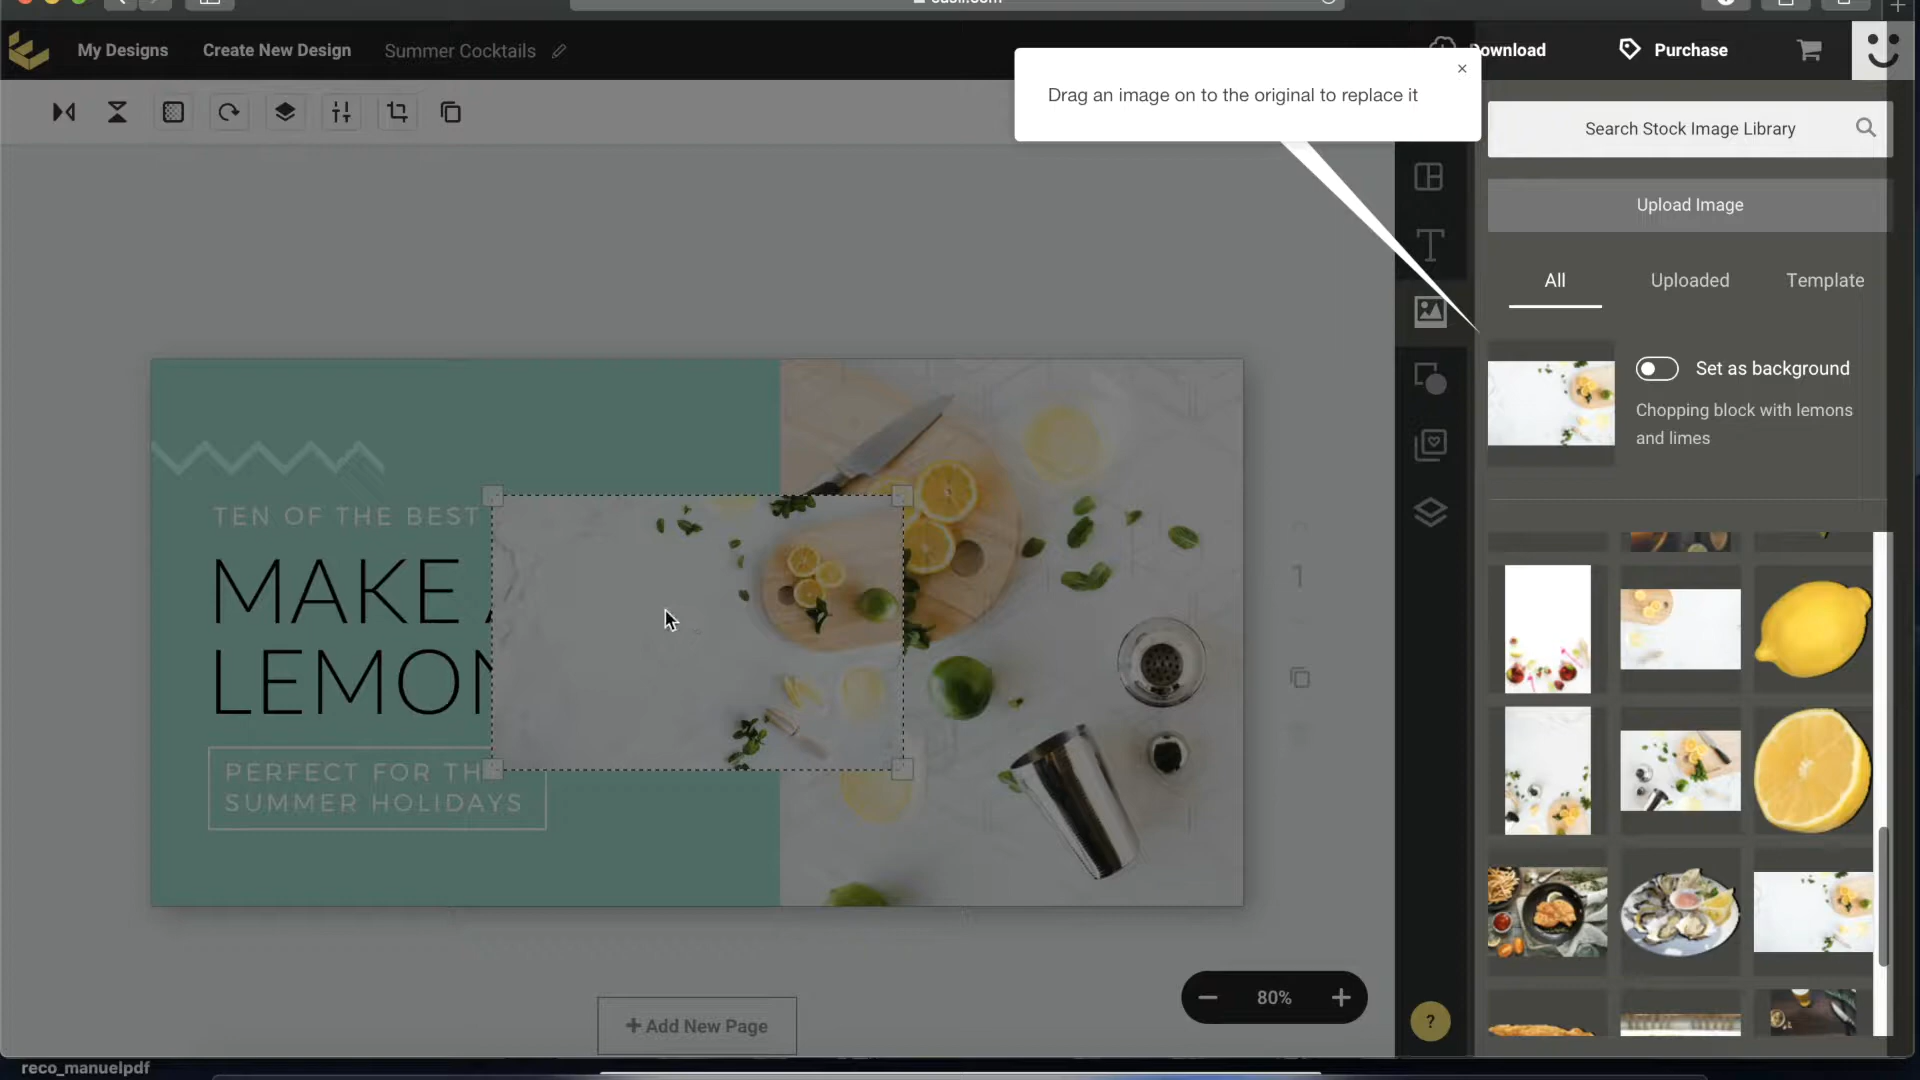 My Designs
Create New Design
Summer Cocktails
Download
Purchase
Drag an image on to the original to replace it
Search Stock Image Library
Upload Image
All
Uploaded
Template
Set as background
Chopping block with lemons
and limes
TEN OF THE BEST
MAKE
LEMON
PERFECT FOR TH
SUMMER HOLIDAYS
1
80%
+ Add New Page
?
reco_manuelpdf